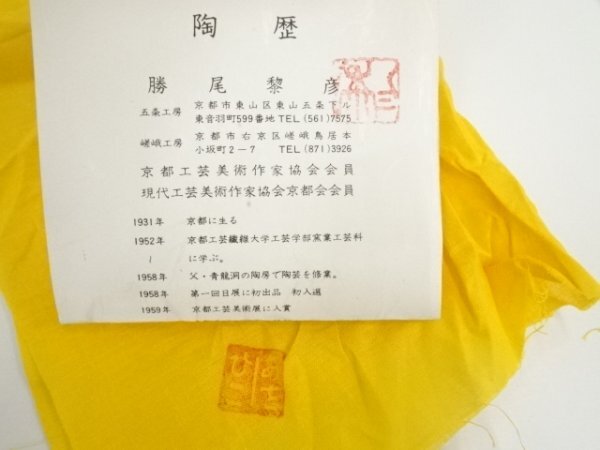 陶歴
勝尾黎彦
五条工房 京都市東山区東山五条下ル
東音羽町599番地 TEL (561)7575
嵯峨工房 京都市右京区嵯峨鳥居本
小坂町2-7 TEL (871)3926
京都工芸美術作家協会会員
現代工芸美術作家協会京都会会員
1931年 京都に生る
1952年 京都工芸繊維大学工芸学部窯業工芸科
〜 に学ぶ。
1958年 父・青龍洞の陶房で陶芸を修業。
1958年 第一回日展に初出品 初入選
1959年 京都工芸美術展に入賞